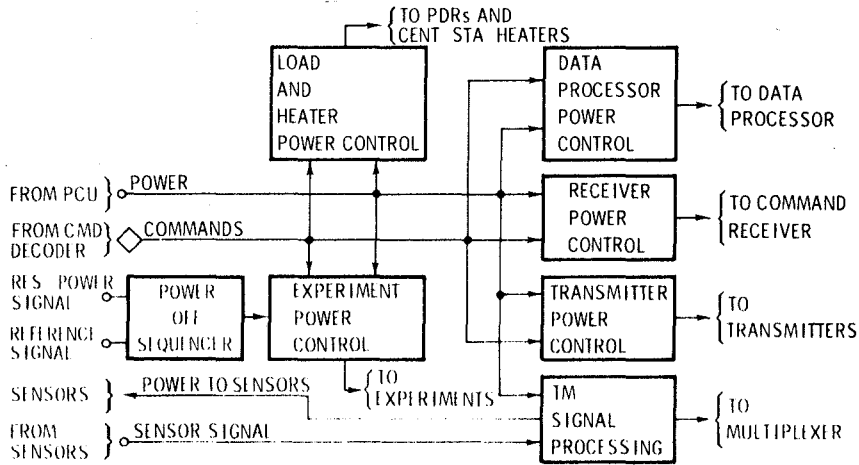 TO PDRs AND
CENT STA HEATERS
LOAD
AND
HEATER
POWER CONTROL
DATA
PROCESSOR
POWER
CONTROL
TO DATA
PROCESSOR
FROM PCU
POWER
RECEIVER
POWER
CONTROL
TO COMMAND
RECEIVER
FROM CMD
DECODER
COMMANDS
RES POWER
SIGNAL
REFERENCE
SIGNAL
POWER
OFF
SEQUENCER
EXPERIMENT
POWER
CONTROL
TRANSMITTER
POWER
CONTROL
TO
TRANSMITTERS
TO
EXPERIMENTS
SENSORS
POWER TO SENSORS
FROM
SENSORS
SENSOR SIGNAL
TM
SIGNAL
PROCESSING
TO
MULTIPLEXER